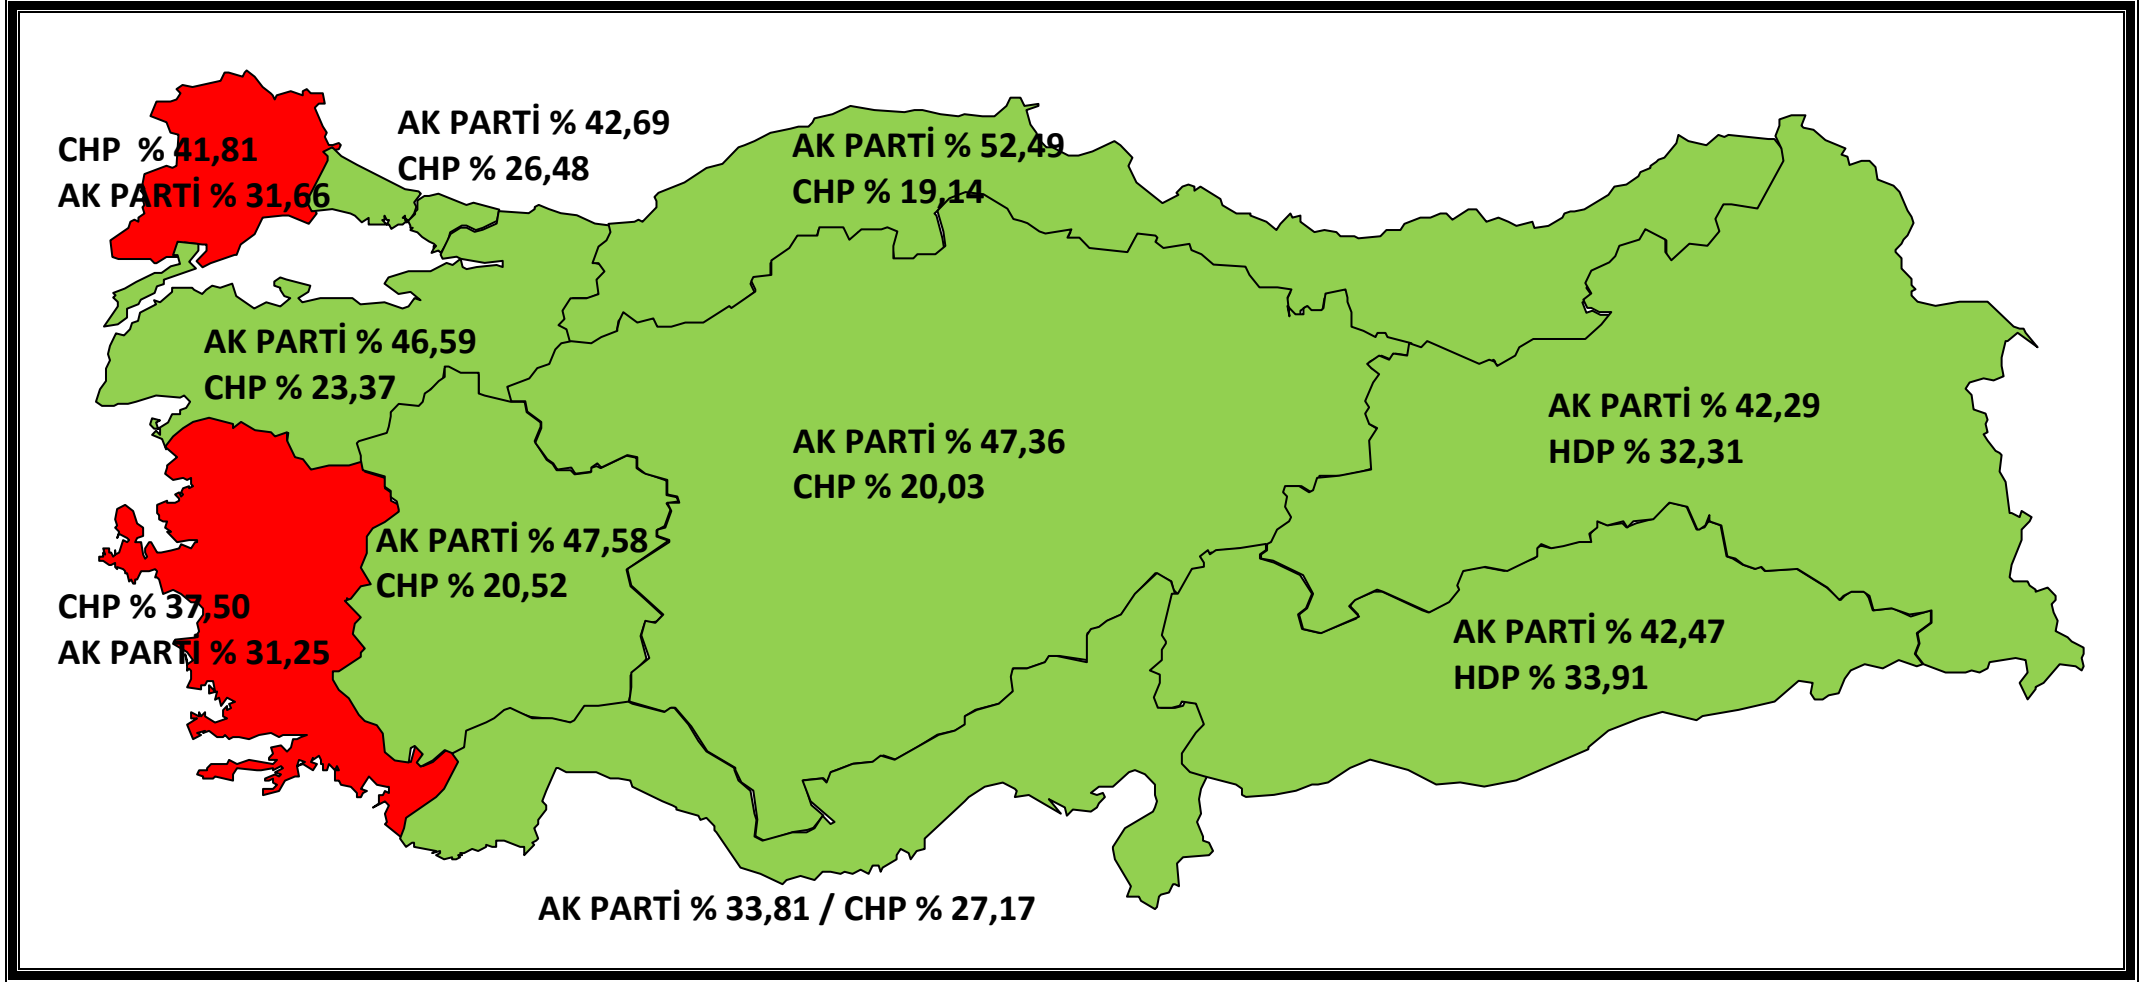 CHP  % 41,81
AK PARTİ % 31,66
AK PARTİ % 42,69
CHP % 26,48
AK PARTİ % 52,49
CHP % 19,14
AK PARTİ % 46,59
CHP % 23,37
AK PARTİ % 47,36
CHP % 20,03
AK PARTİ % 42,29
HDP % 32,31
AK PARTİ % 47,58
CHP % 20,52
CHP % 37,50
AK PARTİ % 31,25
AK PARTİ % 42,47
HDP % 33,91
AK PARTİ % 33,81 / CHP % 27,17